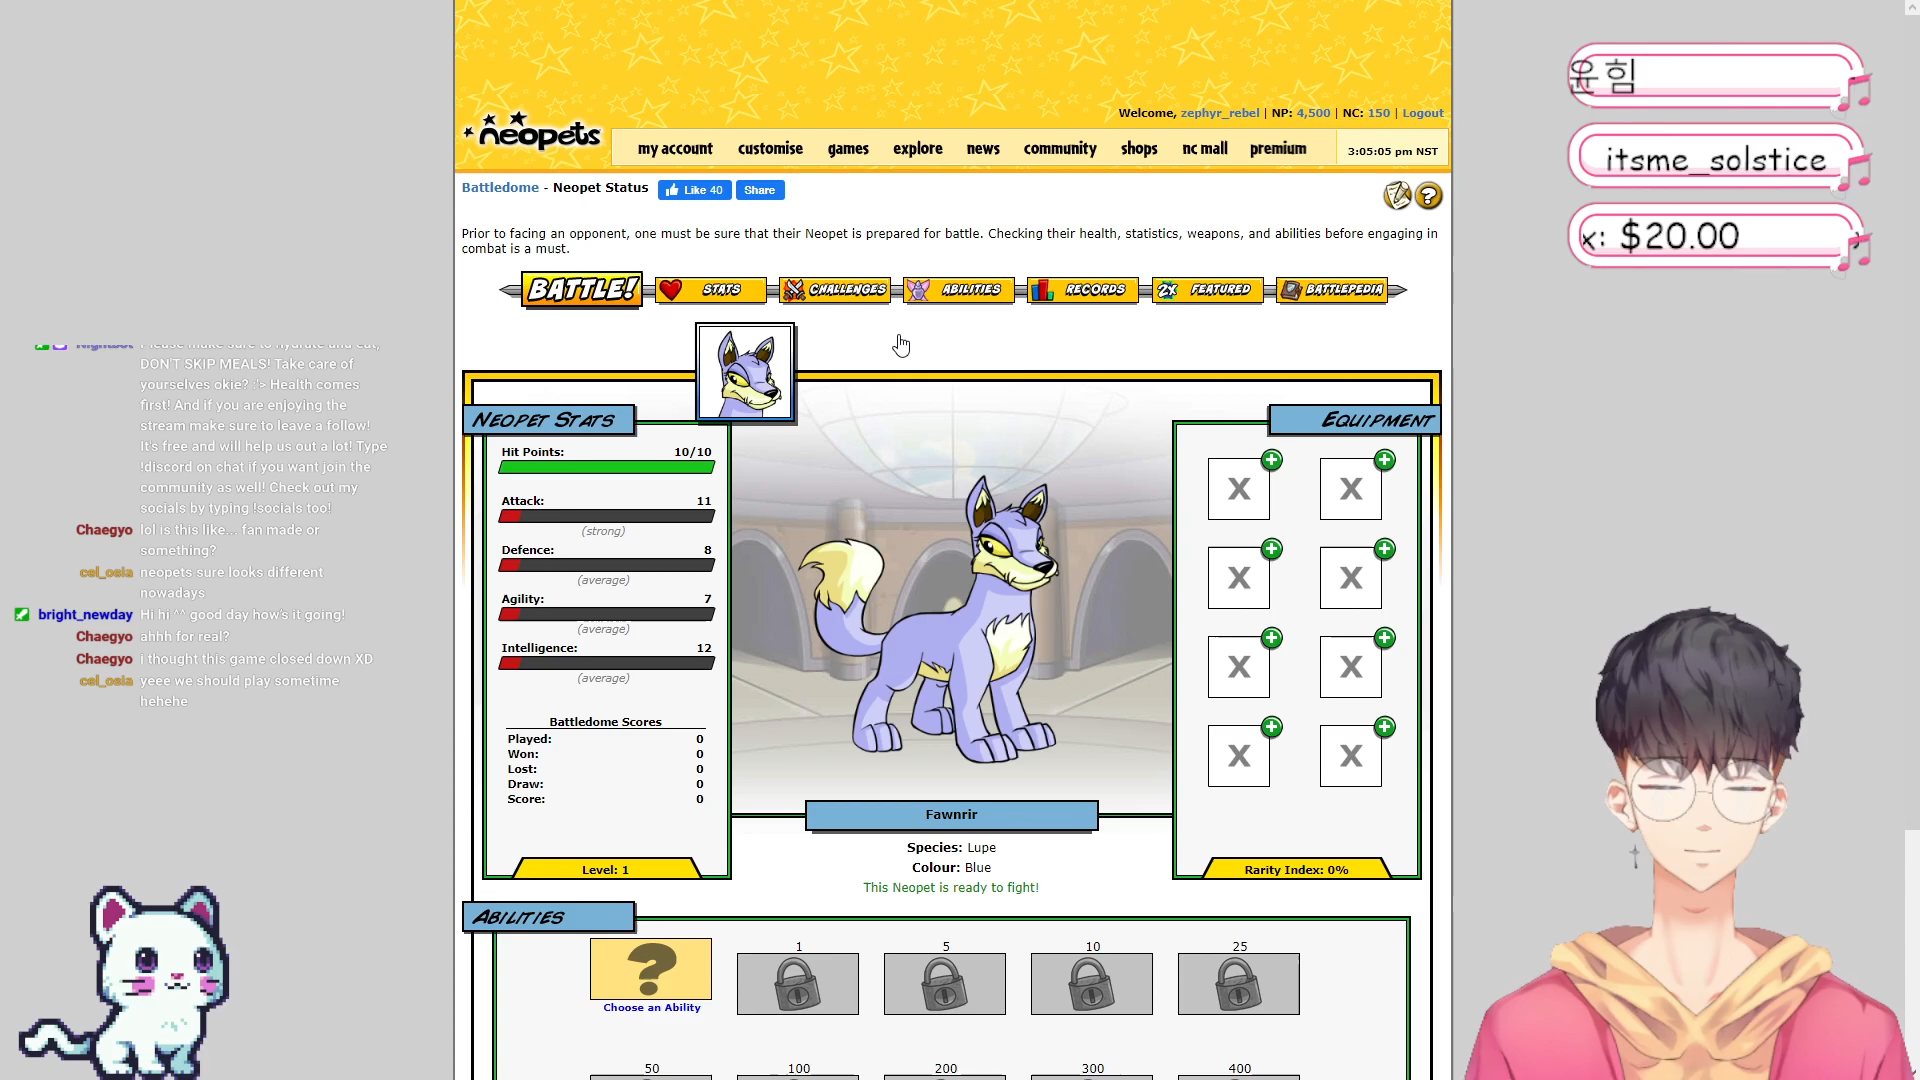 neopets
Welcome, zephyr_rebel | NP: 4,500 | NC: 150 | Logout
my account customise games explore news community shops nc mall premium
3:05:05 pm NST
Battledome - Neopet Status
Like 40
Share
Prior to facing an opponent, one must be sure that their Neopet is prepared for battle. Checking their health, statistics, weapons, and abilities before engaging in
combat is a must.
BATTLE! STATS CHALLENGES ABILITIES RECORDS 2X FEATURED BATTLEPEDIA
NEOPET STATS
Hit Points: 10/10
Attack: 11
(strong)
Defence: 8
(average)
Agility: 7
(average)
Intelligence: 12
(average)
Battledome Scores
Played: 0
Won: 0
Lost: 0
Draw: 0
Score: 0
Level: 1
Fawnrir
Species: Lupe
Colour: Blue
This Neopet is ready to fight!
EQUIPMENT
X X
X X
X X
X X
Rarity Index: 0%
ABILITIES
?
Choose an Ability
1 5 10 25
50 100 200 300 400
Nightbot Please make sure to hydrate and eat,
DON'T SKIP MEALS! Take care of
yourselves okie? :'> Health comes
first! And if you are enjoying the
stream make sure to leave a follow!
It's free and will help us out a lot! Type
!discord on chat if you want join the
community as well! Check out my
socials by typing !socials too!
Chaegyo lol is this like... fan made or
something?
cel_osia neopets sure looks different
nowadays
bright_newday Hi hi ^^ good day how's it going!
Chaegyo ahhh for real?
Chaegyo i thought this game closed down XD
cel_osia yeee we should play sometime
hehehe
윤힘
itsme_solstice
x: $20.00